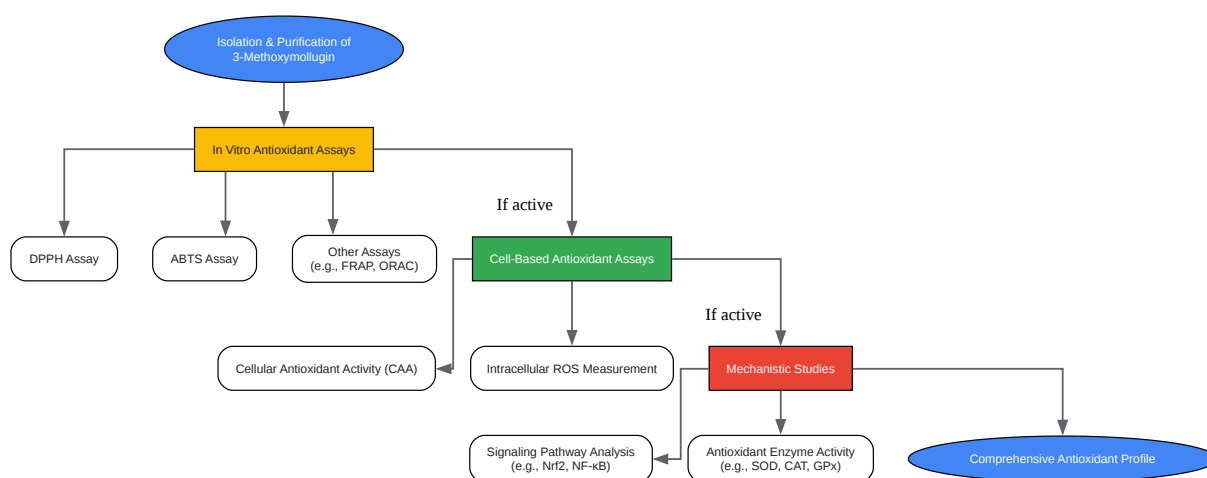 Isolation & Purification of
3-Methoxymollugin
In Vitro Antioxidant Assays
If active
DPPH Assay
ABTS Assay
Other Assays
(e.g., FRAP, ORAC)
Cell-Based Antioxidant Assays
If active
Cellular Antioxidant Activity (CAA)
Intracellular ROS Measurement
Mechanistic Studies
Signaling Pathway Analysis
(e.g., Nrf2, NF-κB)
Antioxidant Enzyme Activity
(e.g., SOD, CAT, GPx)
Comprehensive Antioxidant Profile